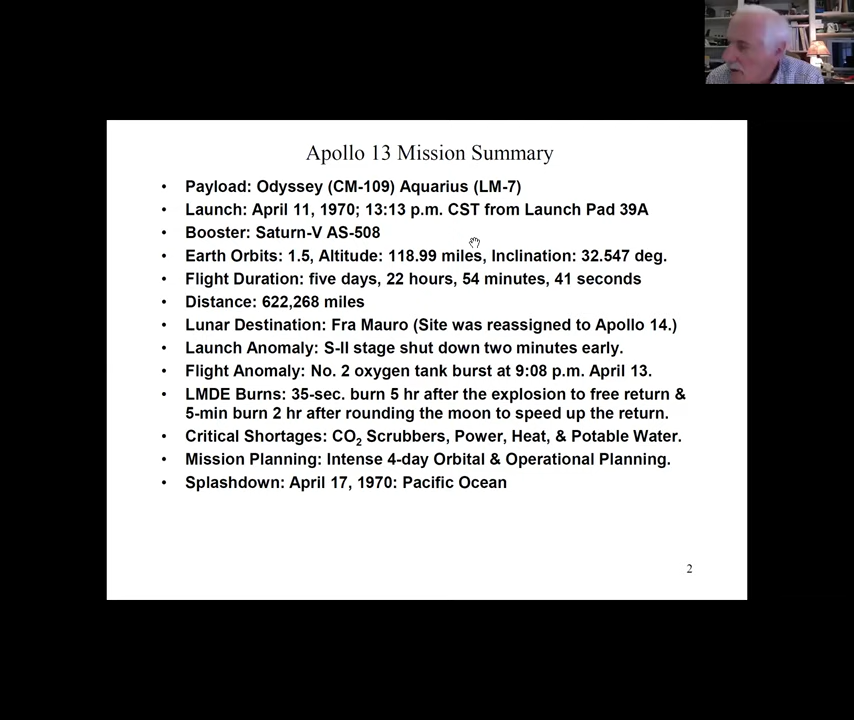 Apollo 13 Mission Summary
• Payload: Odyssey (CM-109) Aquarius (LM-7)
• Launch: April 11, 1970; 13:13 p.m. CST from Launch Pad 39A
• Booster: Saturn-V AS-508
• Earth Orbits: 1.5, Altitude: 118.99 miles, Inclination: 32.547 deg.
• Flight Duration: five days, 22 hours, 54 minutes, 41 seconds
• Distance: 622,268 miles
• Lunar Destination: Fra Mauro (Site was reassigned to Apollo 14.)
• Launch Anomaly: S-II stage shut down two minutes early.
• Flight Anomaly: No. 2 oxygen tank burst at 9:08 p.m. April 13.
• LMDE Burns: 35-sec. burn 5 hr after the explosion to free return &
5-min burn 2 hr after rounding the moon to speed up the return.
• Critical Shortages: CO₂ Scrubbers, Power, Heat, & Potable Water.
• Mission Planning: Intense 4-day Orbital & Operational Planning.
• Splashdown: April 17, 1970: Pacific Ocean
2